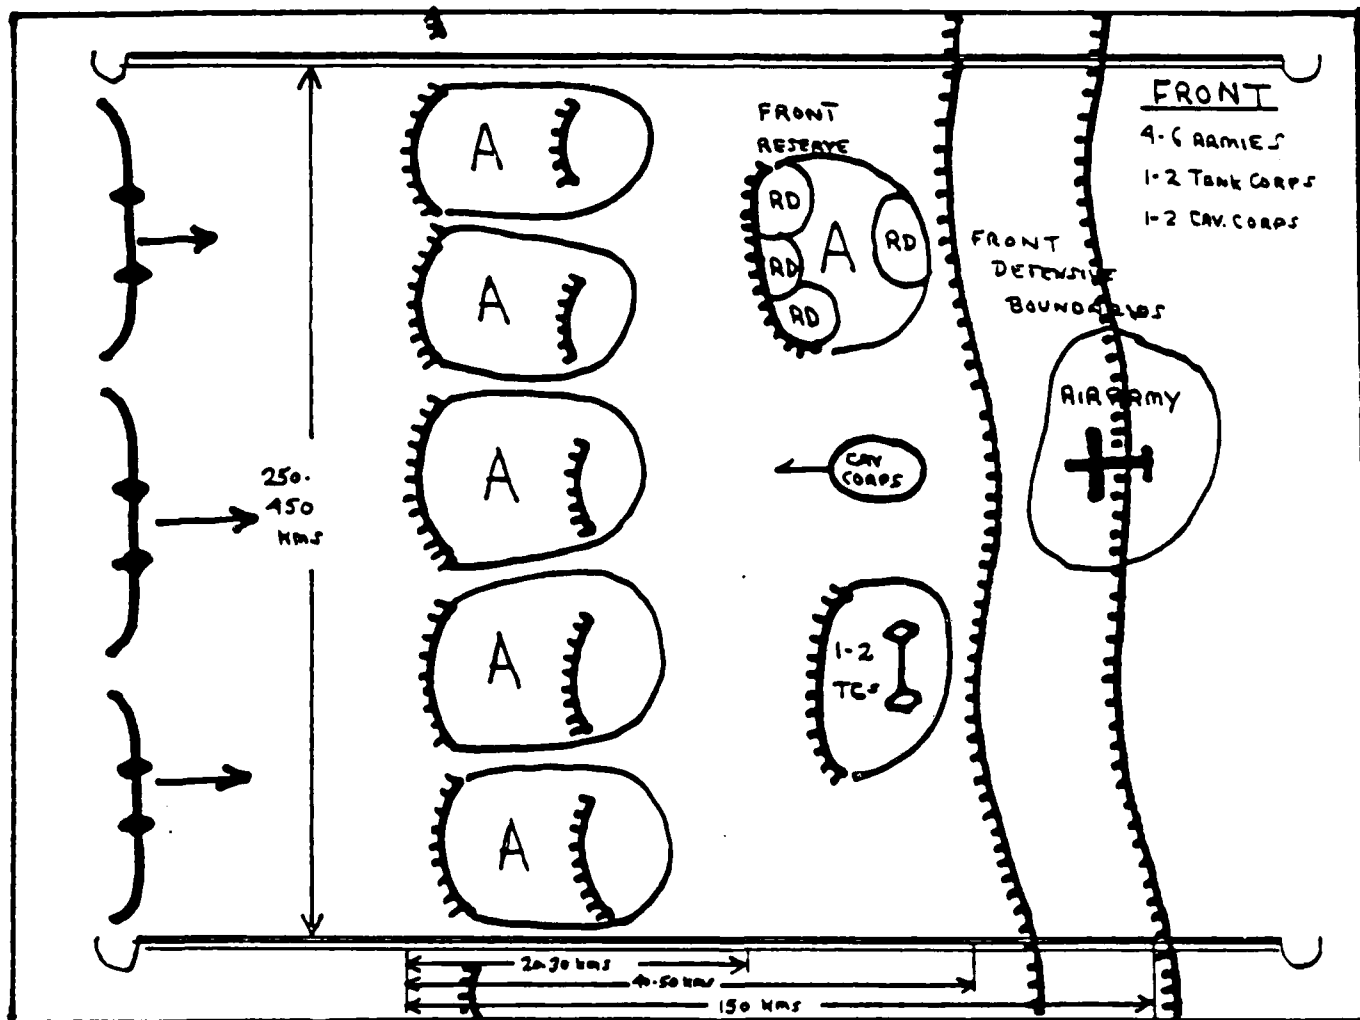 FRONT
4-6 ARMIES
1-2 TANK CORPS
1-2 CAV. CORPS
FRONT
RESERVE
A
A
A
A
A
RD
RD
RD
A
RD
FRONT
DEFENSIVE
BOUNDARIES
AIR ARMY
CAV
CORPS
250-
450
KMS
1-2
TCS
20-30 kms
40-50 kms
150 kms